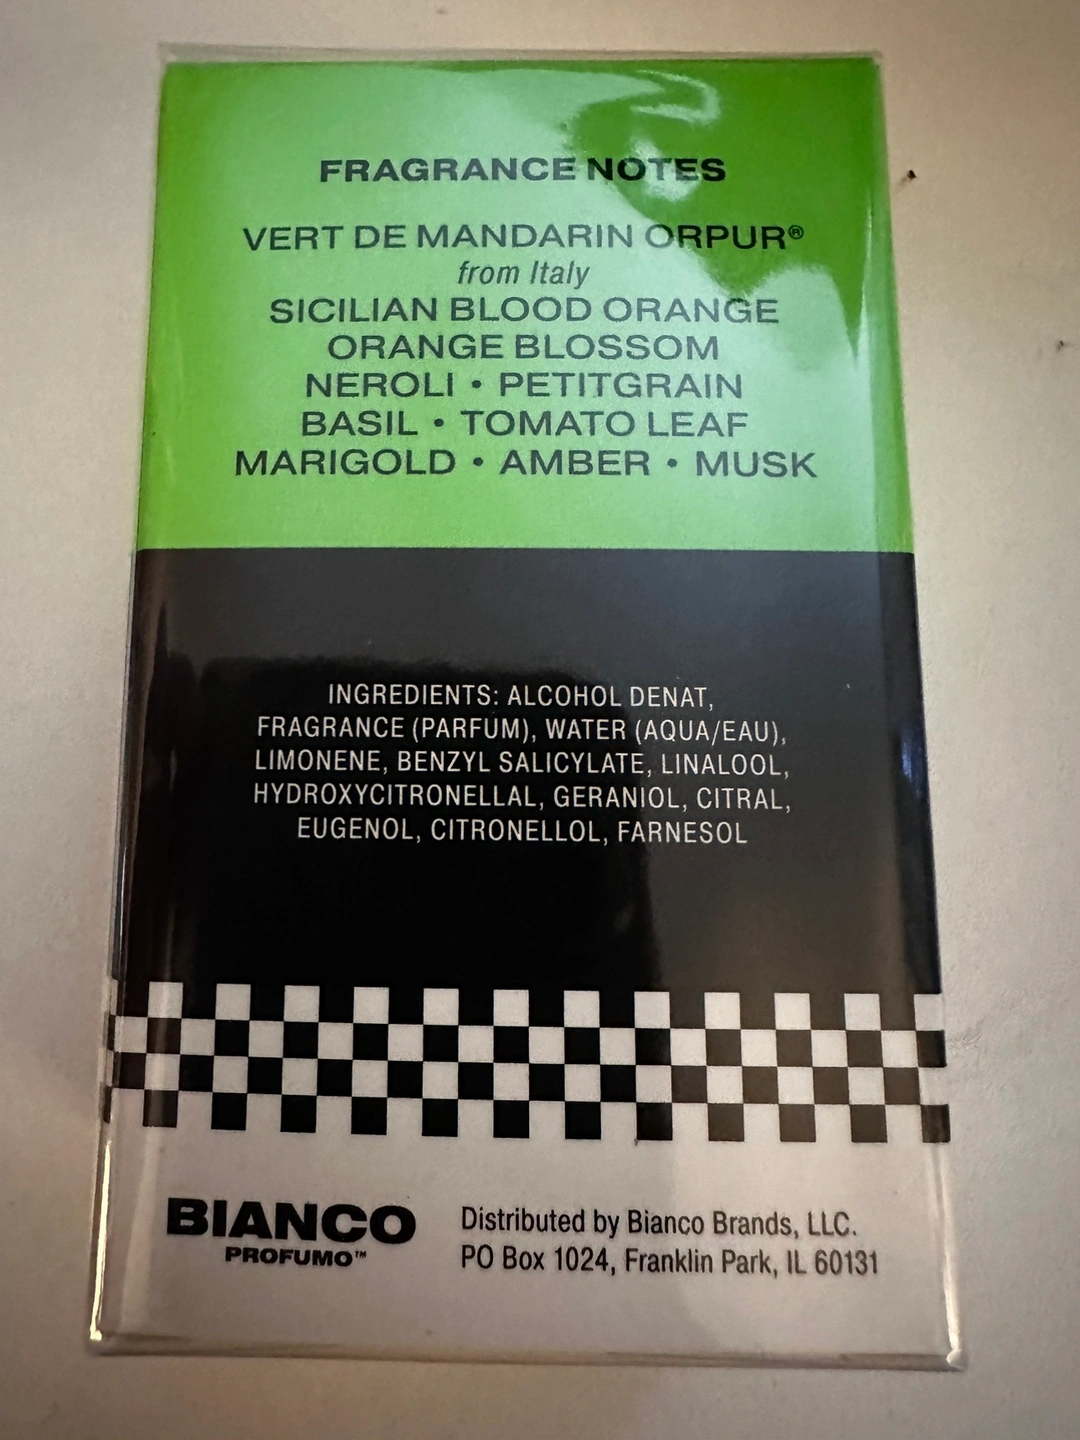 FRAGRANCE NOTES
VERT DE MANDARIN ORPUR®
from Italy
SICILIAN BLOOD ORANGE
ORANGE BLOSSOM
NEROLI • PETITGRAIN
BASIL • TOMATO LEAF
MARIGOLD • AMBER • MUSK
INGREDIENTS: ALCOHOL DENAT,
FRAGRANCE (PARFUM), WATER (AQUA/EAU),
LIMONENE, BENZYL SALICYLATE, LINALOOL,
HYDROXYCITRONELLAL, GERANIOL, CITRAL,
EUGENOL, CITRONELLOL, FARNESOL
BIANCO
PROFUMO™
Distributed by Bianco Brands, LLC.
PO Box 1024, Franklin Park, IL 60131